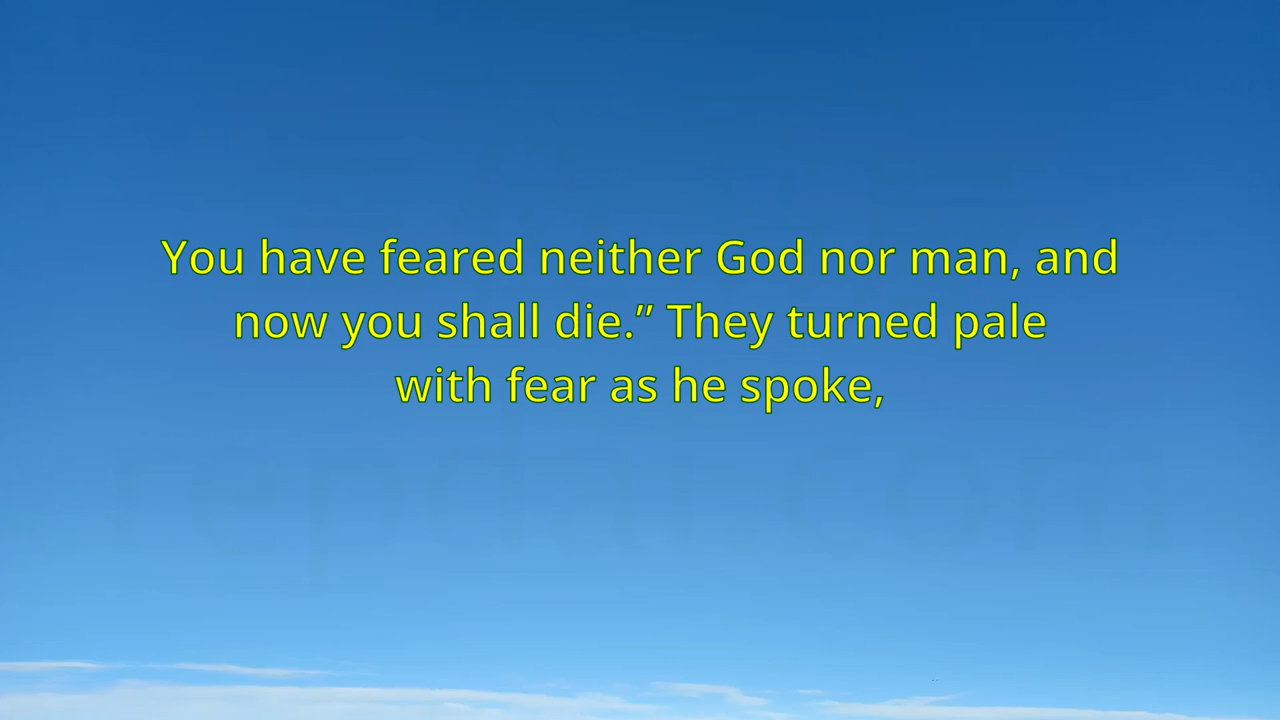 You have feared neither God nor man, and
now you shall die.” They turned pale
with fear as he spoke,